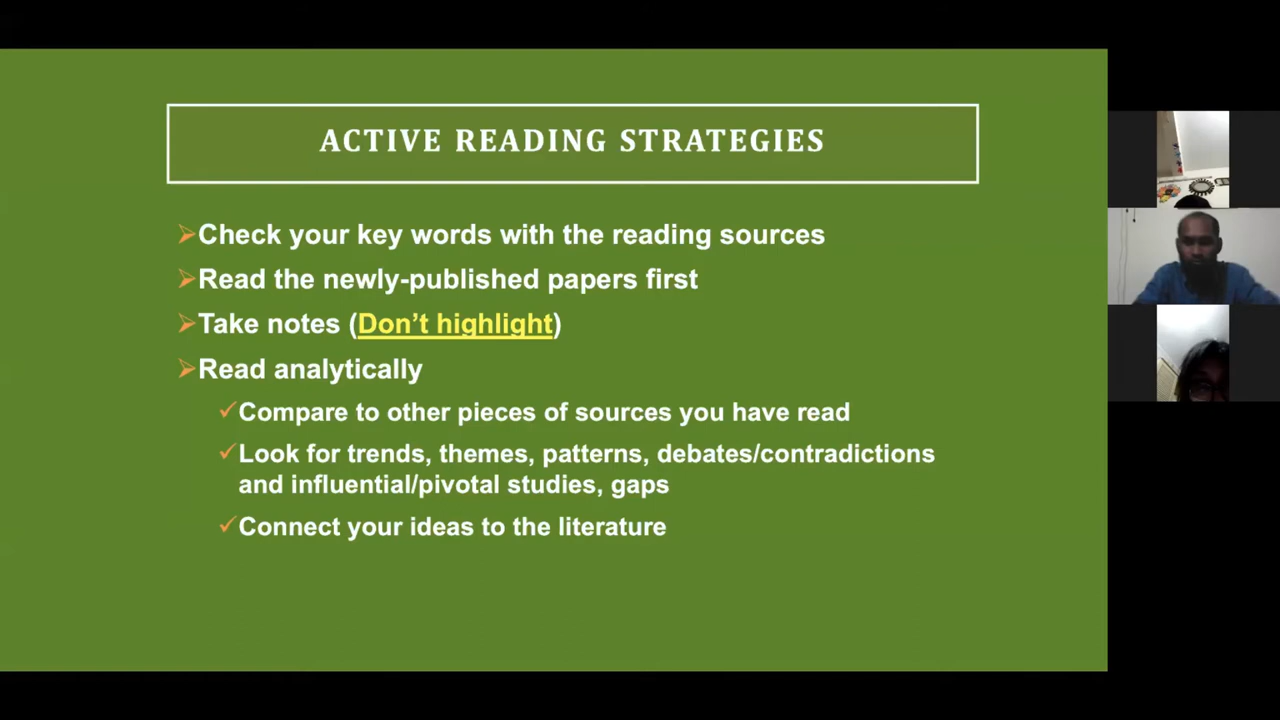 ACTIVE READING STRATEGIES
Check your key words with the reading sources
Read the newly-published papers first
Take notes (Don’t highlight)
Read analytically
Compare to other pieces of sources you have read
Look for trends, themes, patterns, debates/contradictions
and influential/pivotal studies, gaps
Connect your ideas to the literature